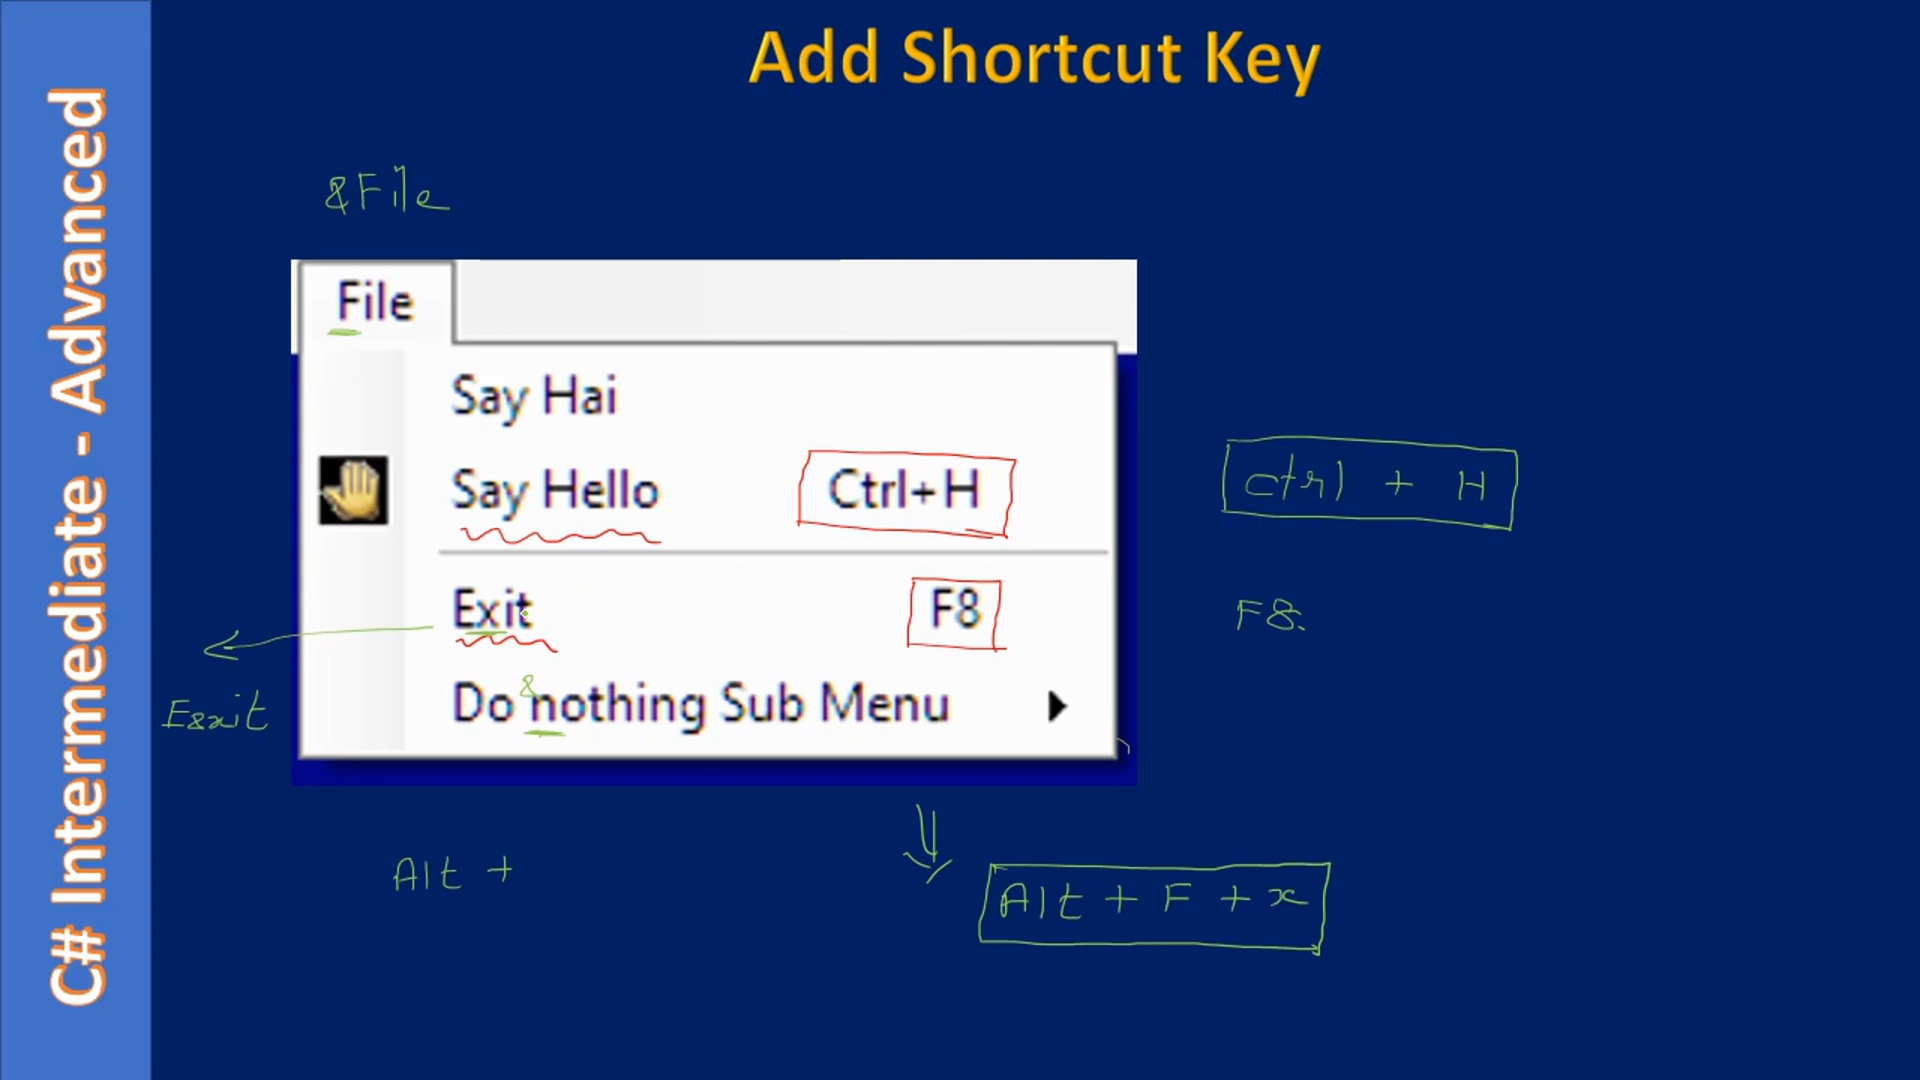 Add Shortcut Key
C# Intermediate - Advanced
&File
File
Say Hai
Say Hello Ctrl+H
Ctrl + H
Exit F8
F8.
E&xit
&
Do nothing Sub Menu
Alt +
Alt + F + x